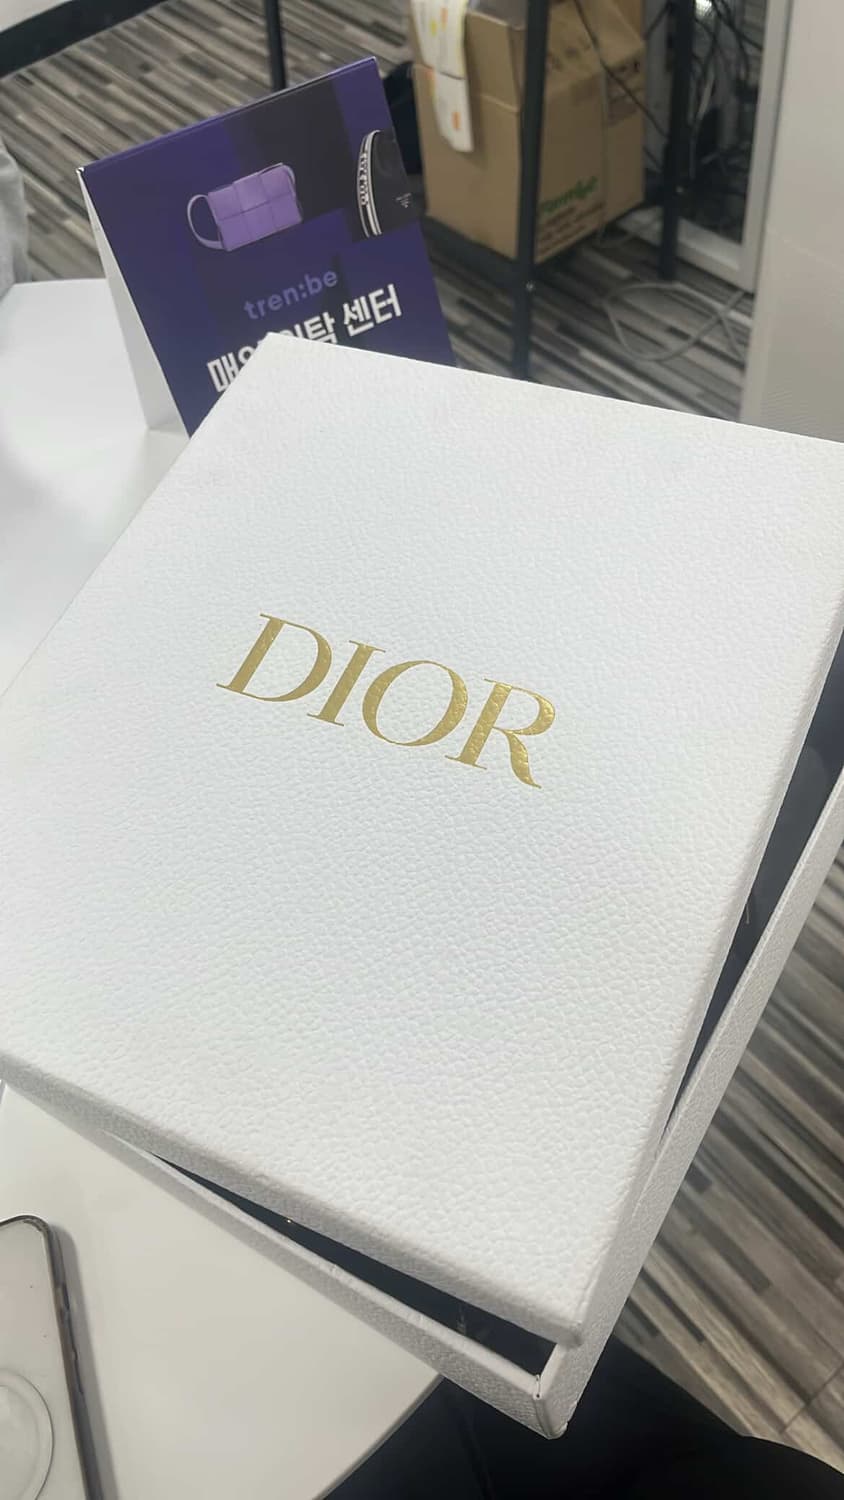 tren:be
센터
DIOR